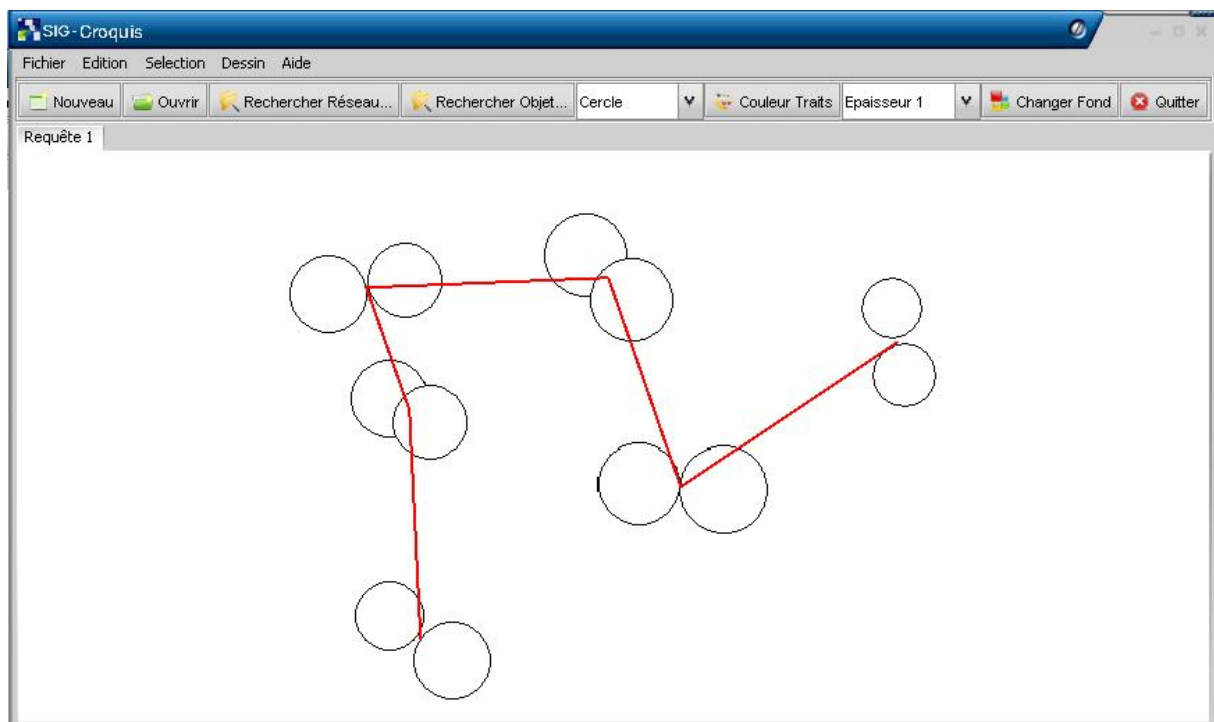 SIG-Croquis
Fichier Edition Selection Dessin Aide
Nouveau Ouvrir Rechercher Réseau... Rechercher Objet... Cercle Couleur Traits Epaisseur 1 Changer Fond Quitter
Requête 1